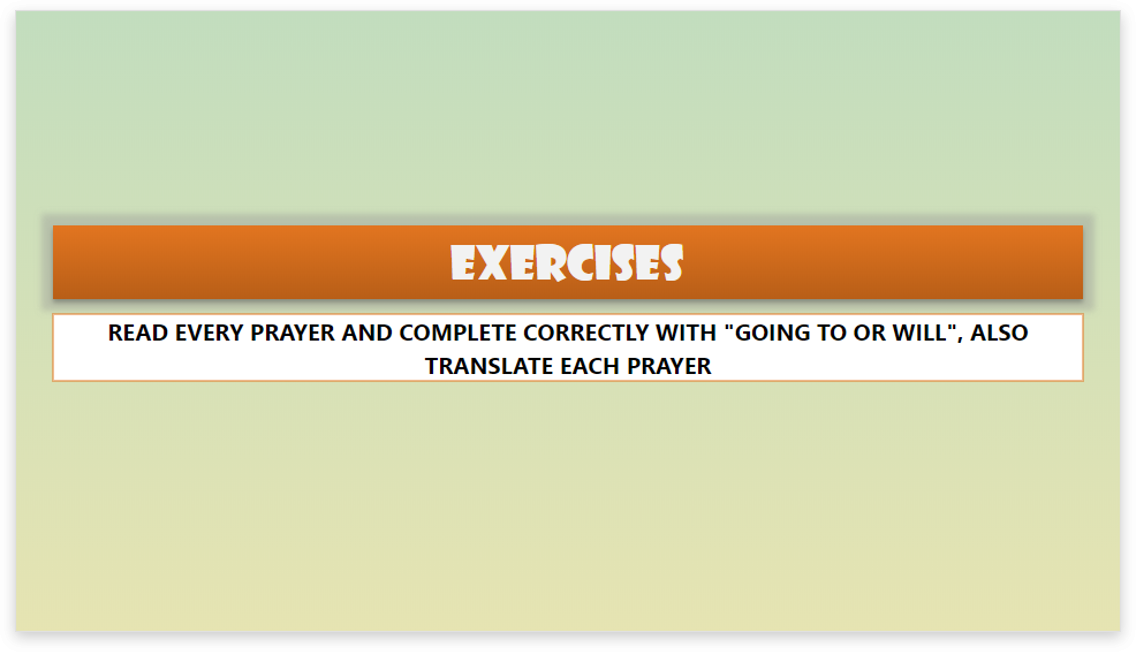 EXERCISES
READ EVERY PRAYER AND COMPLETE CORRECTLY WITH "GOING TO OR WILL", ALSO
TRANSLATE EACH PRAYER